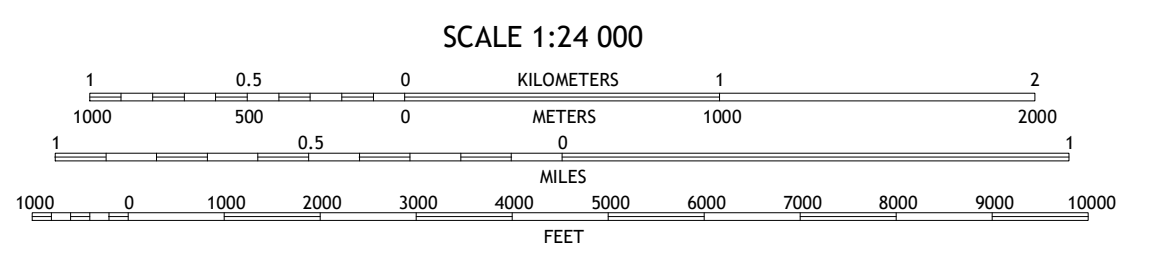 SCALE 1:24 000
1 0.5 0 KILOMETERS 1 2
1000 500 0 METERS 1000 2000
1 0.5 0 1
MILES
1000 0 1000 2000 3000 4000 5000 6000 7000 8000 9000 10000
FEET